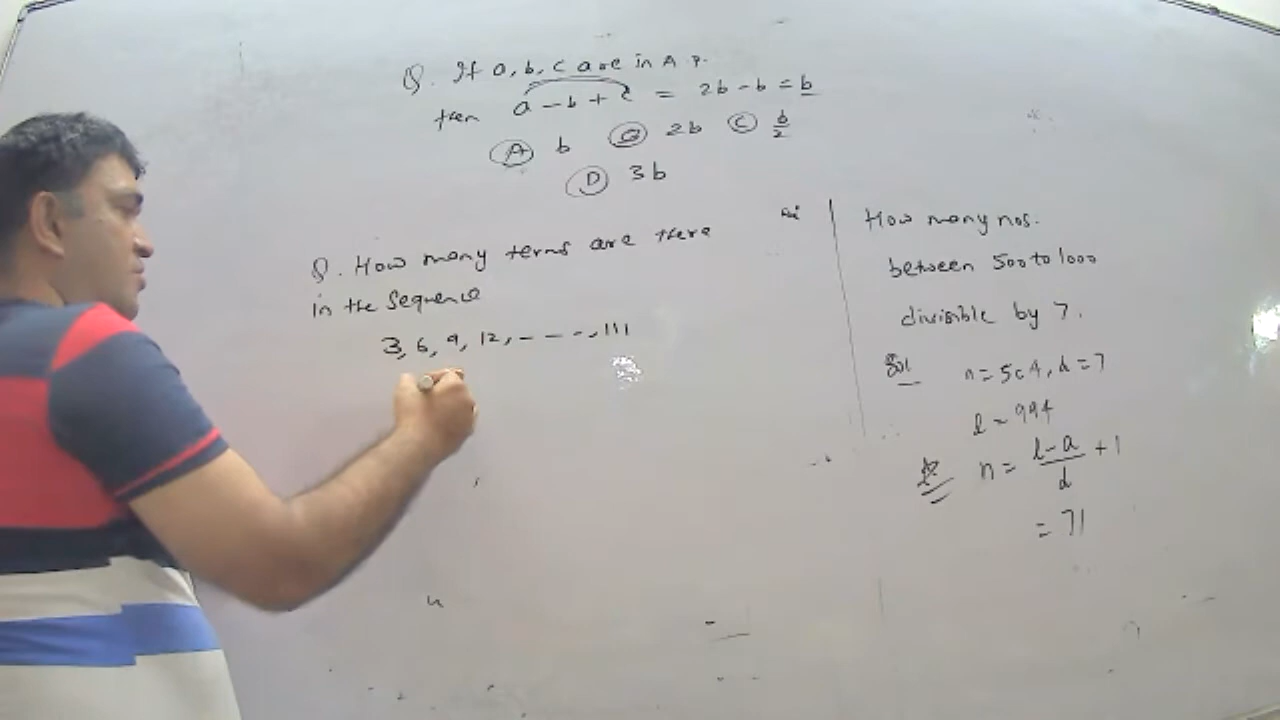 Q. If a, b, c are in A.P.
then a - b + c = 2b - b = b
(A) b (B) 2b (C) b/2
(D) 3b
Q. How many terms are there
in the sequence
3, 6, 9, 12, - - -, 111
How many nos.
between 500 to 1000
divisible by 7.
Sol
n = 504, d = 7
l = 994
n = l-a/d + 1
= 71